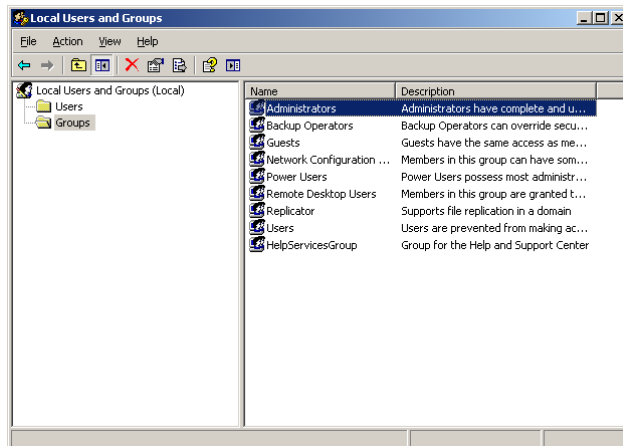 Local Users and Groups
File Action View Help
Local Users and Groups (Local)
Users
Groups
Name Description
Administrators Administrators have complete and u...
Backup Operators Backup Operators can override secu...
Guests Guests have the same access as me...
Network Configuration ... Members in this group can have som...
Power Users Power Users possess most administr...
Remote Desktop Users Members in this group are granted t...
Replicator Supports file replication in a domain
Users Users are prevented from making ac...
HelpServicesGroup Group for the Help and Support Center